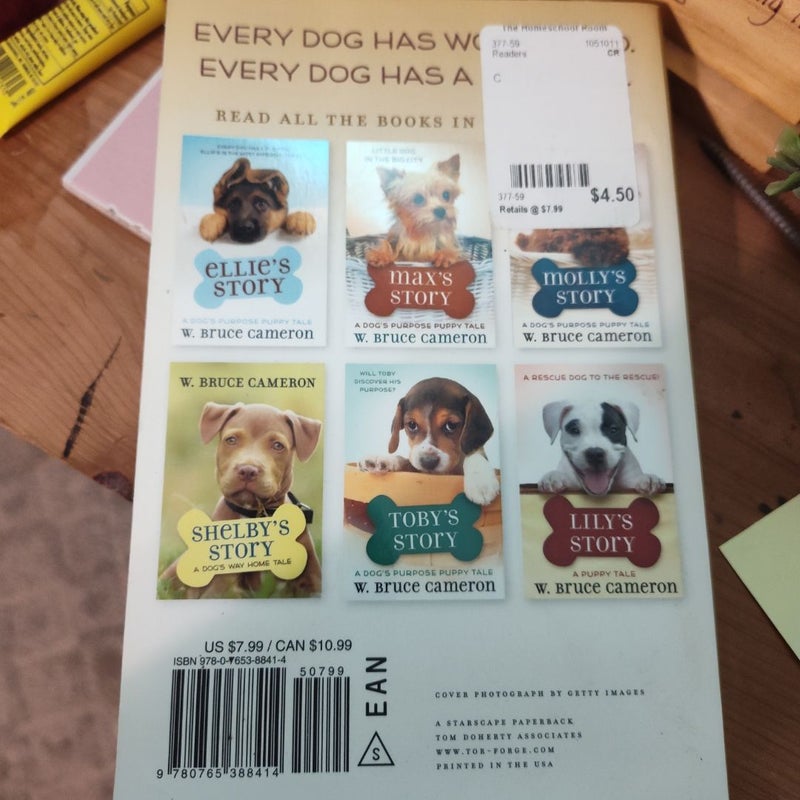 The Homeschool Room
377-59 1051011
Readers CR
C
377-59
$4.50
Retails @ $7.99
EVERY DOG HAS
EVERY DOG HAS A
READ ALL THE BOOKS IN
ELLIE'S
STORY
A DOG'S PURPOSE PUPPY TALE
W. BRUCE CAMERON
LITTLE DOG
IN THE BIG CITY
MAX'S
STORY
A DOG'S PURPOSE PUPPY TALE
W. BRUCE CAMERON
MOLLY'S
STORY
A DOG'S PURPOSE PUPPY TALE
W. BRUCE CAMERON
W. BRUCE CAMERON
SHELBY'S
STORY
A DOG'S WAY HOME TALE
WILL TOBY
DISCOVER HIS
PURPOSE?
TOBY'S
STORY
A DOG'S PURPOSE PUPPY TALE
W. BRUCE CAMERON
A RESCUE DOG TO THE RESCUE!
LILY'S
STORY
A PUPPY TALE
W. BRUCE CAMERON
US $7.99 / CAN $10.99
ISBN 978-0-7653-8841-4
50799
9 780765 388414
EAN
S
COVER PHOTOGRAPH BY GETTY IMAGES
A STARSCAPE PAPERBACK
TOM DOHERTY ASSOCIATES
WWW.TOR-FORGE.COM
PRINTED IN THE USA